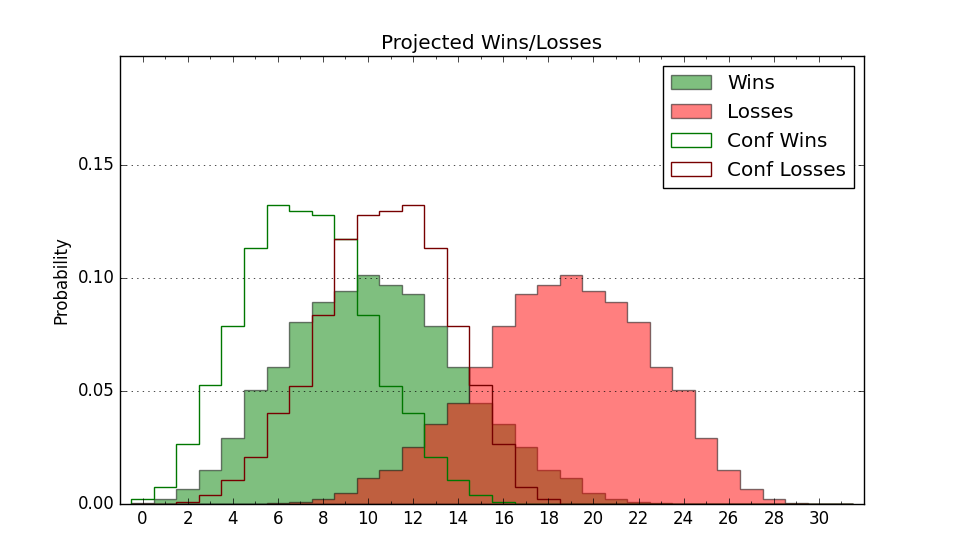 Projected Wins/Losses
Wins
Losses
Conf Wins
Conf Losses
Probability
0.15
0.10
0.05
0.00
0 2 4 6 8 10 12 14 16 18 20 22 24 26 28 30